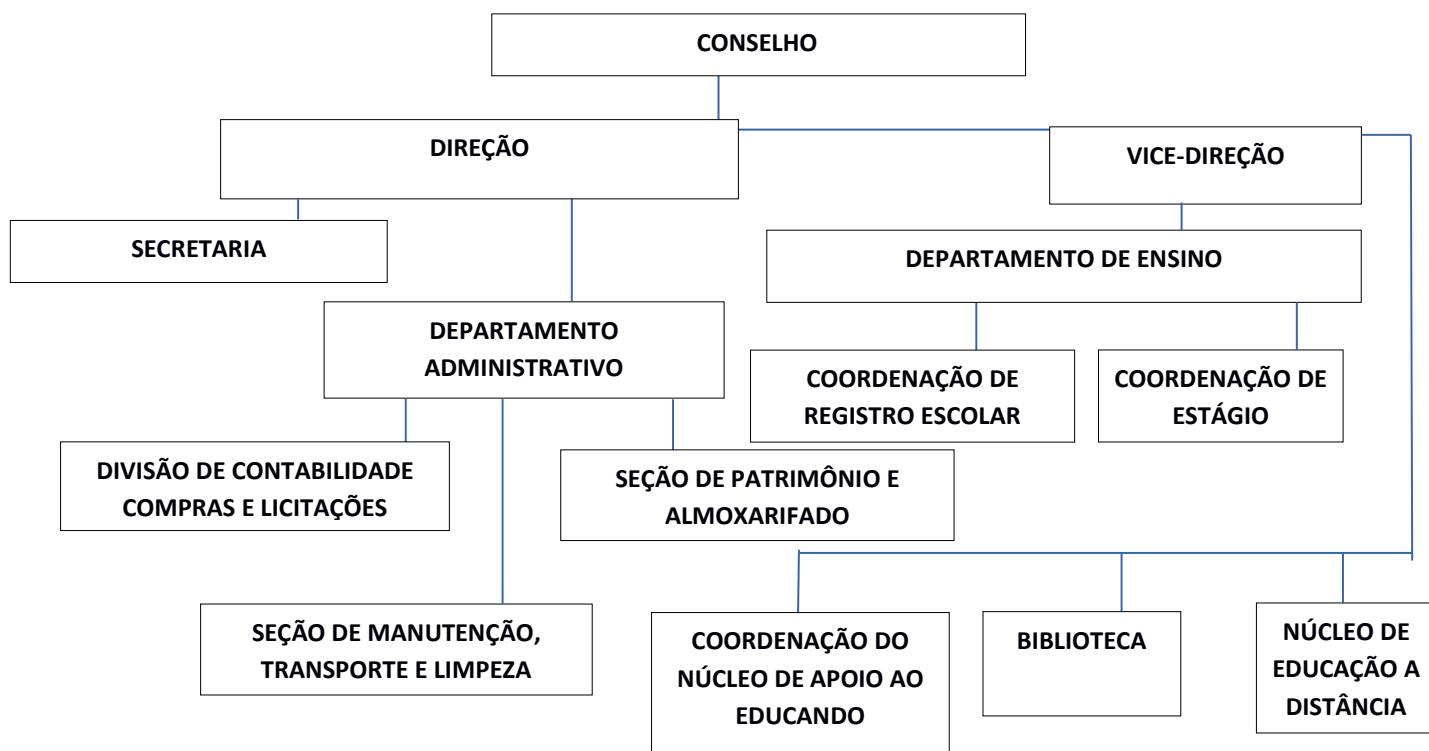 CONSELHO
DIREÇÃO
VICE-DIREÇÃO
SECRETARIA
DEPARTAMENTO DE ENSINO
DEPARTAMENTO
ADMINISTRATIVO
COORDENAÇÃO DE
REGISTRO ESCOLAR
COORDENAÇÃO DE
ESTÁGIO
DIVISÃO DE CONTABILIDADE
COMPRAS E LICITAÇÕES
SEÇÃO DE PATRIMÔNIO E
ALMOXARIFADO
SEÇÃO DE MANUTENÇÃO,
TRANSPORTE E LIMPEZA
COORDENAÇÃO DO
NÚCLEO DE APOIO AO
EDUCANDO
BIBLIOTECA
NÚCLEO DE
EDUCAÇÃO A
DISTÂNCIA